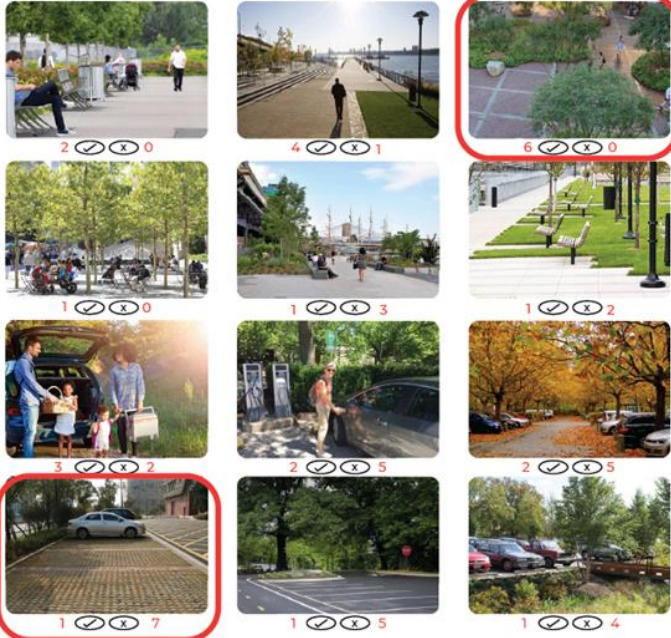 2 ✓ x 0
4 ✓ x 1
6 ✓ x 0
1 ✓ x 0
1 ✓ x 3
1 ✓ x 2
3 ✓ x 2
2 ✓ x 5
2 ✓ x 5
1 ✓ x 7
1 ✓ x 5
1 ✓ x 4